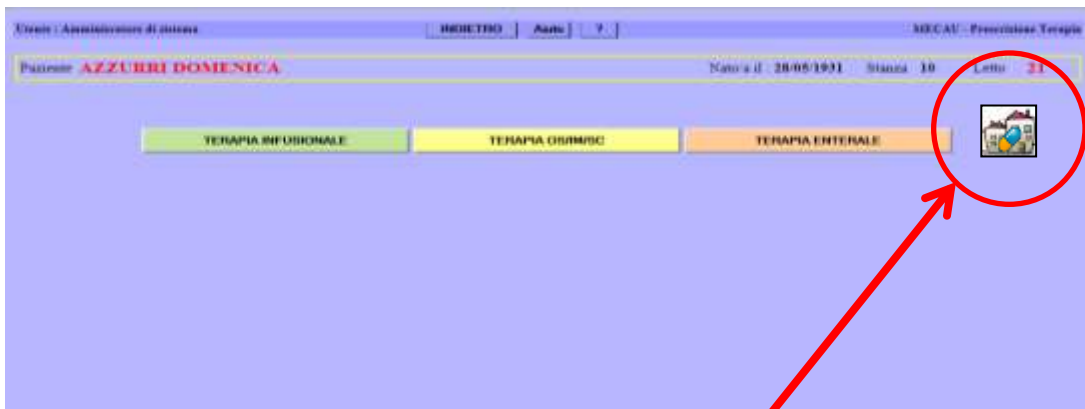 Utente : Amministratore di sistema INDIETRO Aiuto ? MECAU - Prescrizione Terapia
Paziente AZZURRI DOMENICA Nato/a il 28/05/1931 Stanza 10 Letto 21
TERAPIA INFUSIONALE TERAPIA OS/IM/SC TERAPIA ENTERALE